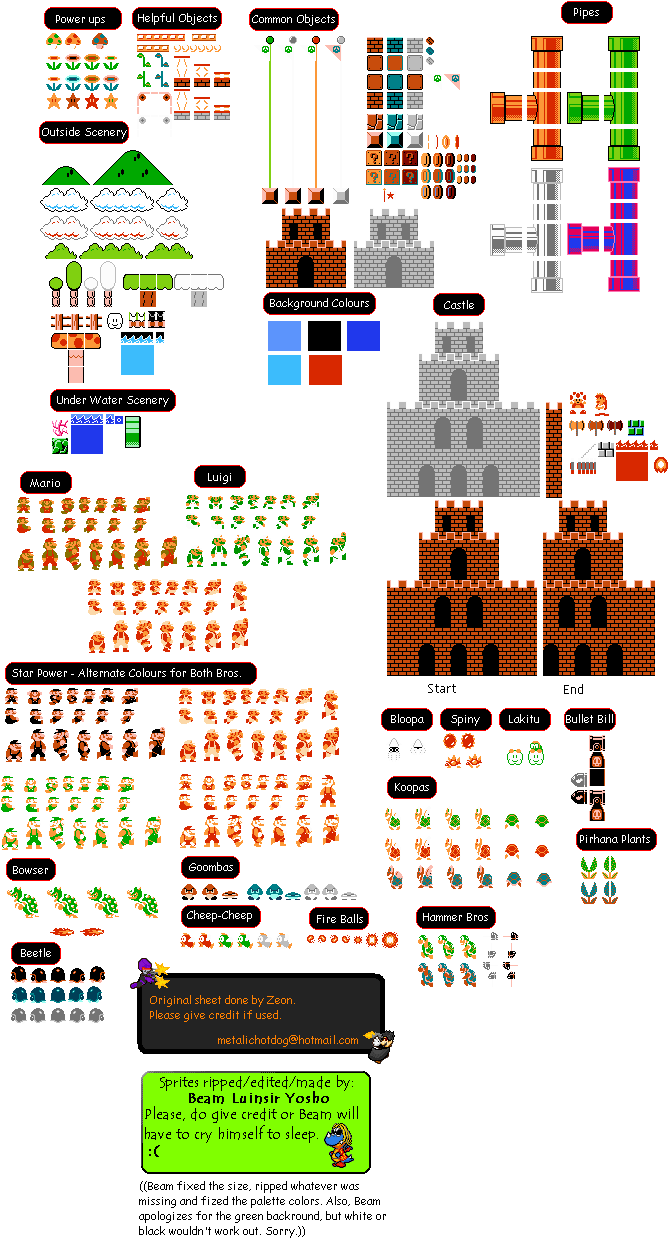 Power ups
Helpful Objects
Common Objects
Pipes
Outside Scenery
Background Colours
Castle
Under Water Scenery
Mario
Luigi
Star Power - Alternate Colours for Both Bros.
Start
End
Bloopa
Spiny
Lakitu
Bullet Bill
Koopas
Pirhana Plants
Bowser
Goombas
Cheep-Cheep
Fire Balls
Hammer Bros
Beetle
Original sheet done by Zeon.
Please give credit if used.
metalichotdog@hotmail.com
Sprites ripped/edited/made by:
Beam Luinsir Yosho
Please, do give credit or Beam will
have to cry himself to sleep.
:(
((Beam fixed the size, ripped whatever was
missing and fized the palette colors. Also, Beam
apologizes for the green backround, but white or
black wouldn't work out. Sorry.))